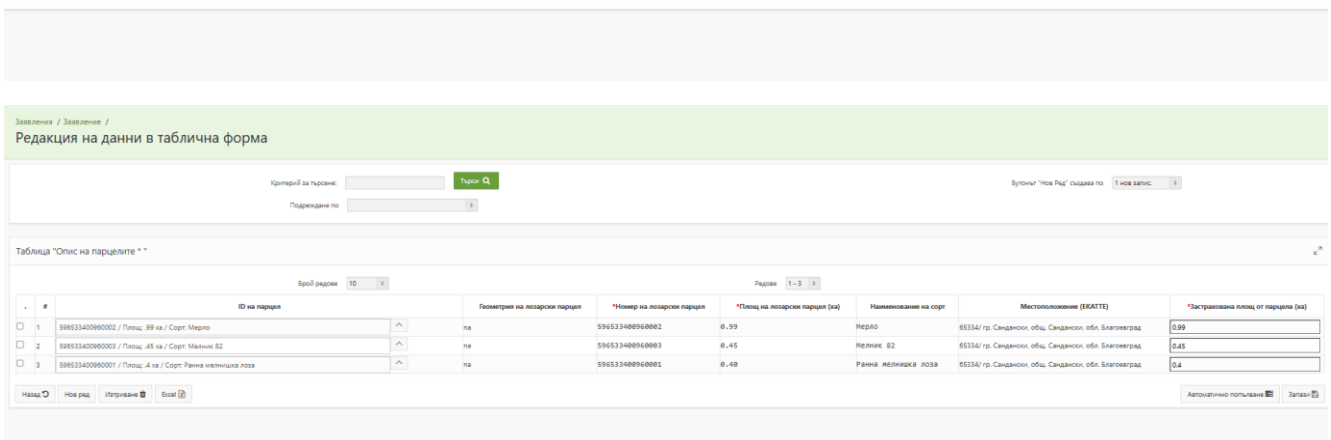 Заявления / Заявление /
Редакция на данни в таблична форма
Критерий за търсене: Търси Бутонът "Нов Ред" създава по 1 нов запис.
Подреждане по
Таблица "Опис на парцелите * "
Брой редове 10 Редове 1 - 3
. # ID на парцел Геометрия на лозарски парцел *Номер на лозарски парцел *Площ на лозарски парцел (ха) Наименование на сорт Местоположение (ЕКАТТЕ) *Застрахована площ от парцела (ха)
1 596533400960002 / Площ: .99 ха / Сорт: Мерло na 596533400960002 0.99 Мерло 65334/ гр. Сандански, общ. Сандански, обл. Благоевград 0.99
2 596533400960003 / Площ: .45 ха / Сорт: Мелник 82 na 596533400960003 0.45 Мелник 82 65334/ гр. Сандански, общ. Сандански, обл. Благоевград 0.45
3 596533400960001 / Площ: .4 ха / Сорт: Ранна мелнишка лоза na 596533400960001 0.40 Ранна мелнишка лоза 65334/ гр. Сандански, общ. Сандански, обл. Благоевград 0.4
Назад Нов ред Изтриване Excel Автоматично попълване Запази